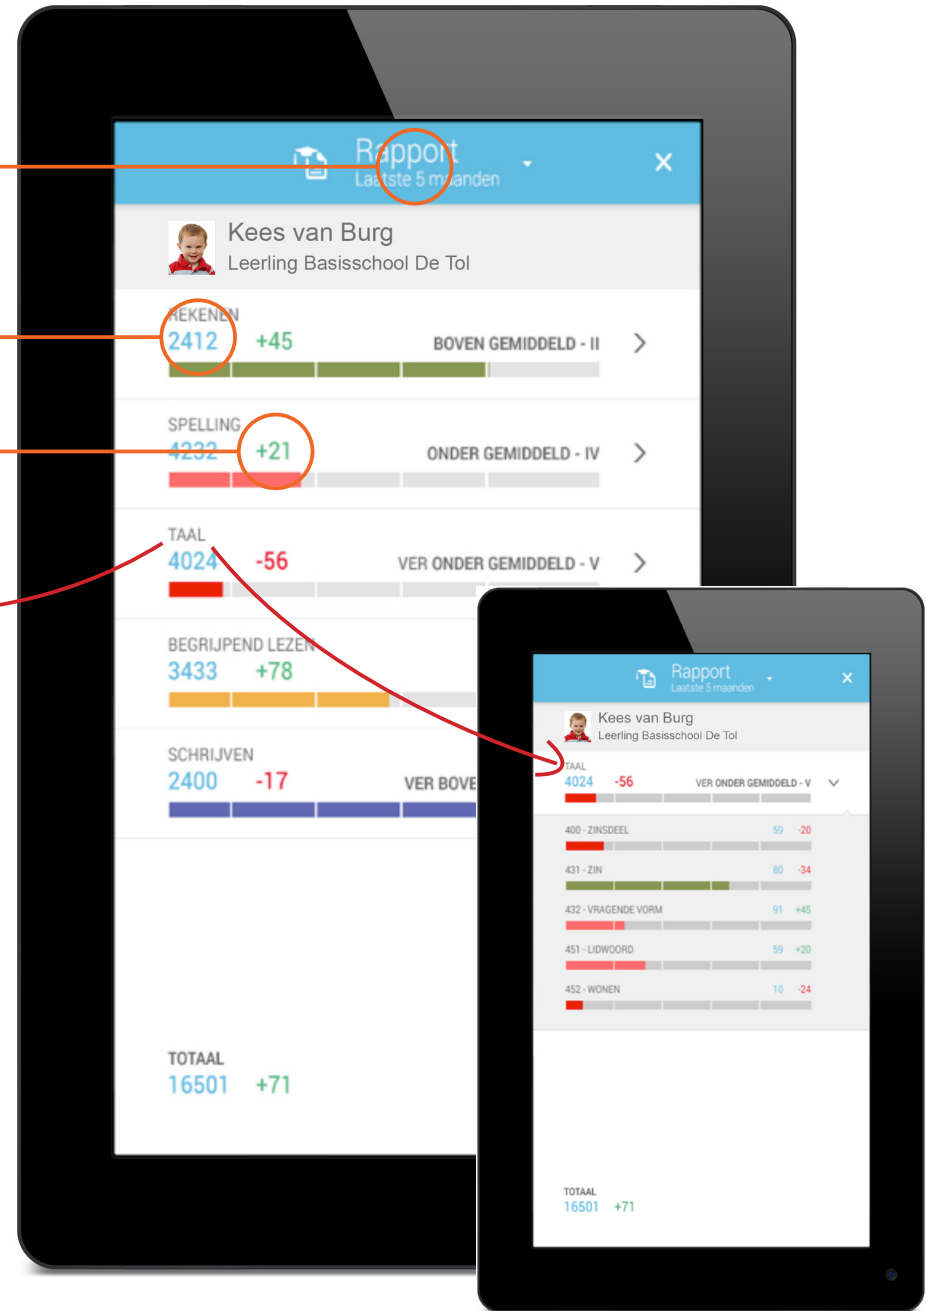 Rapport
Laatste 5 maanden
Kees van Burg
Leerling Basisschool De Tol
REKENEN
2412 +45 BOVEN GEMIDDELD - II
SPELLING
4232 +21 ONDER GEMIDDELD - IV
TAAL
4024 -56 VER ONDER GEMIDDELD - V
BEGRIJPEND LEZEN
3433 +78
SCHRIJVEN
2400 -17 VER BOVE
TOTAAL
16501 +71
Rapport
Laatste 5 maanden
Kees van Burg
Leerling Basisschool De Tol
TAAL
4024 -56 VER ONDER GEMIDDELD - V
400 - ZINSDEEL 59 -20
431 - ZIN 80 -34
432 - VRAGENDE VORM 91 +45
451 - LIDWOORD 59 +20
452 - WONEN 10 -24
TOTAAL
16501 +71